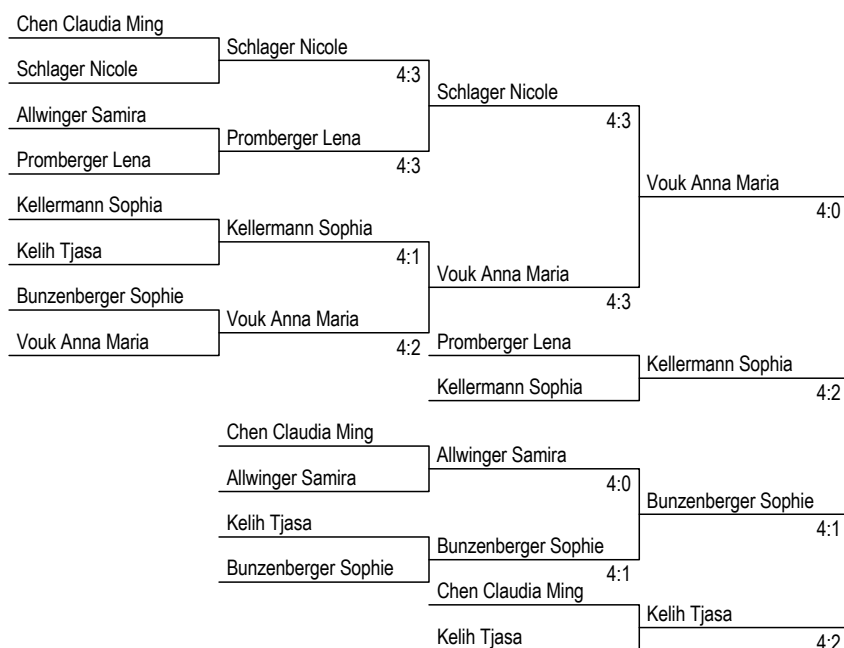 Chen Claudia Ming
Schlager Nicole
Schlager Nicole
4:3
Schlager Nicole
Allwinger Samira
4:3
Promberger Lena
Promberger Lena
4:3
Vouk Anna Maria
4:0
Kellermann Sophia
Kellermann Sophia
Kelih Tjasa
4:1
Vouk Anna Maria
Bunzenberger Sophie
4:3
Vouk Anna Maria
Vouk Anna Maria
4:2
Promberger Lena
Kellermann Sophia
Kellermann Sophia
4:2
Chen Claudia Ming
Allwinger Samira
Allwinger Samira
4:0
Bunzenberger Sophie
Kelih Tjasa
4:1
Bunzenberger Sophie
Bunzenberger Sophie
4:1
Chen Claudia Ming
Kelih Tjasa
Kelih Tjasa
4:2